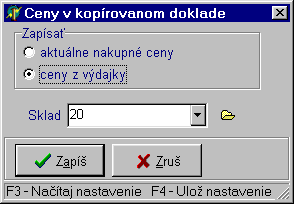 Ceny v kopírovanom doklade
Zapísať
aktuálne nakupné ceny
ceny z výdajky
Sklad 20
Zapíš Zruš
F3 - Načítaj nastavenie F4 - Ulož nastavenie